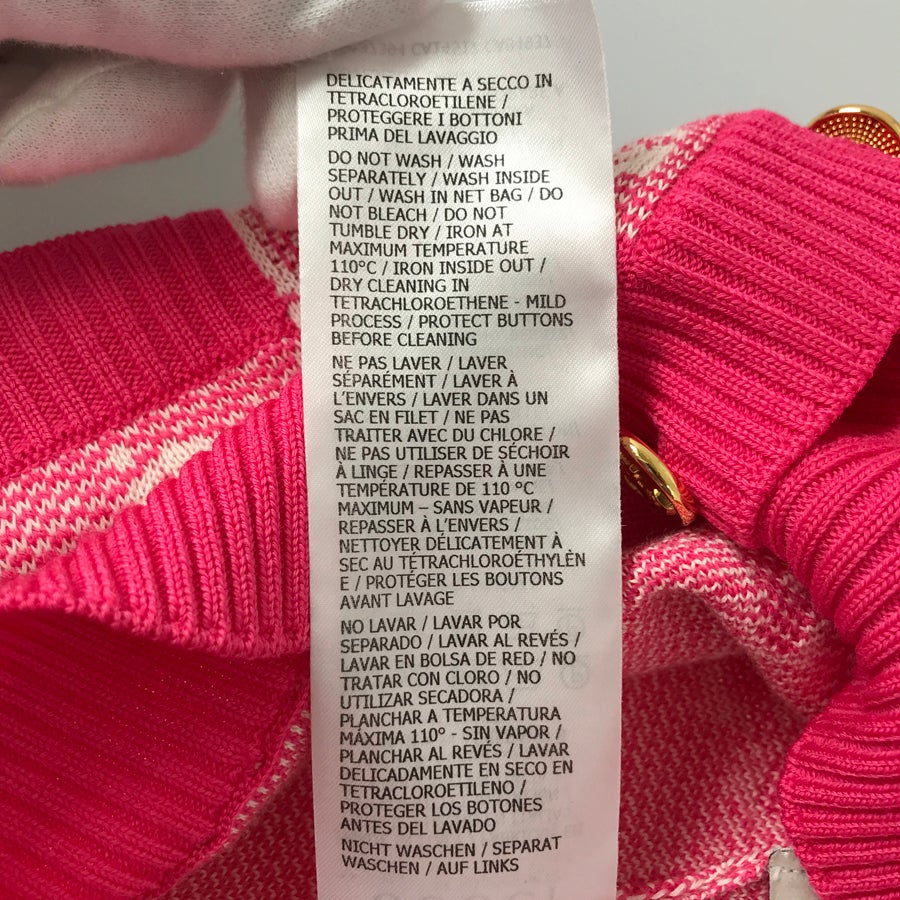 DELICATAMENTE A SECCO IN
TETRACLOROETILENE /
PROTEGGERE I BOTTONI
PRIMA DEL LAVAGGIO
DO NOT WASH / WASH
SEPARATELY / WASH INSIDE
OUT / WASH IN NET BAG / DO
NOT BLEACH / DO NOT
TUMBLE DRY / IRON AT
MAXIMUM TEMPERATURE
110°C / IRON INSIDE OUT /
DRY CLEANING IN
TETRACHLOROETHENE - MILD
PROCESS / PROTECT BUTTONS
BEFORE CLEANING
NE PAS LAVER / LAVER
SÉPARÉMENT / LAVER À
L'ENVERS / LAVER DANS UN
SAC EN FILET / NE PAS
TRAITER AVEC DU CHLORE /
NE PAS UTILISER DE SÉCHOIR
À LINGE / REPASSER À UNE
TEMPÉRATURE DE 110 °C
MAXIMUM – SANS VAPEUR /
REPASSER À L'ENVERS /
NETTOYER DÉLICATEMENT À
SEC AU TÉTRACHLOROÉTHYLÈN
E / PROTÉGER LES BOUTONS
AVANT LAVAGE
NO LAVAR / LAVAR POR
SEPARADO / LAVAR AL REVÉS /
LAVAR EN BOLSA DE RED / NO
TRATAR CON CLORO / NO
UTILIZAR SECADORA /
PLANCHAR A TEMPERATURA
MÁXIMA 110° - SIN VAPOR /
PLANCHAR AL REVÉS / LAVAR
DELICADAMENTE EN SECO EN
TETRACLOROETILENO /
PROTEGER LOS BOTONES
ANTES DEL LAVADO
NICHT WASCHEN / SEPARAT
WASCHEN / AUF LINKS